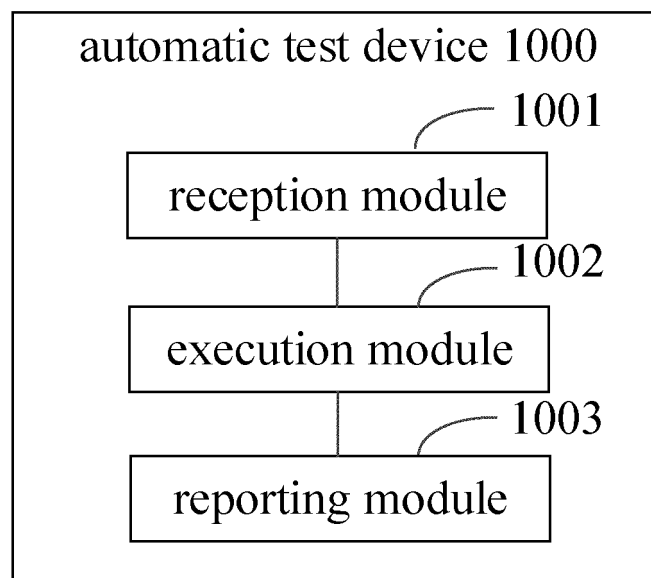 automatic test device 1000
1001
reception module
1002
execution module
1003
reporting module